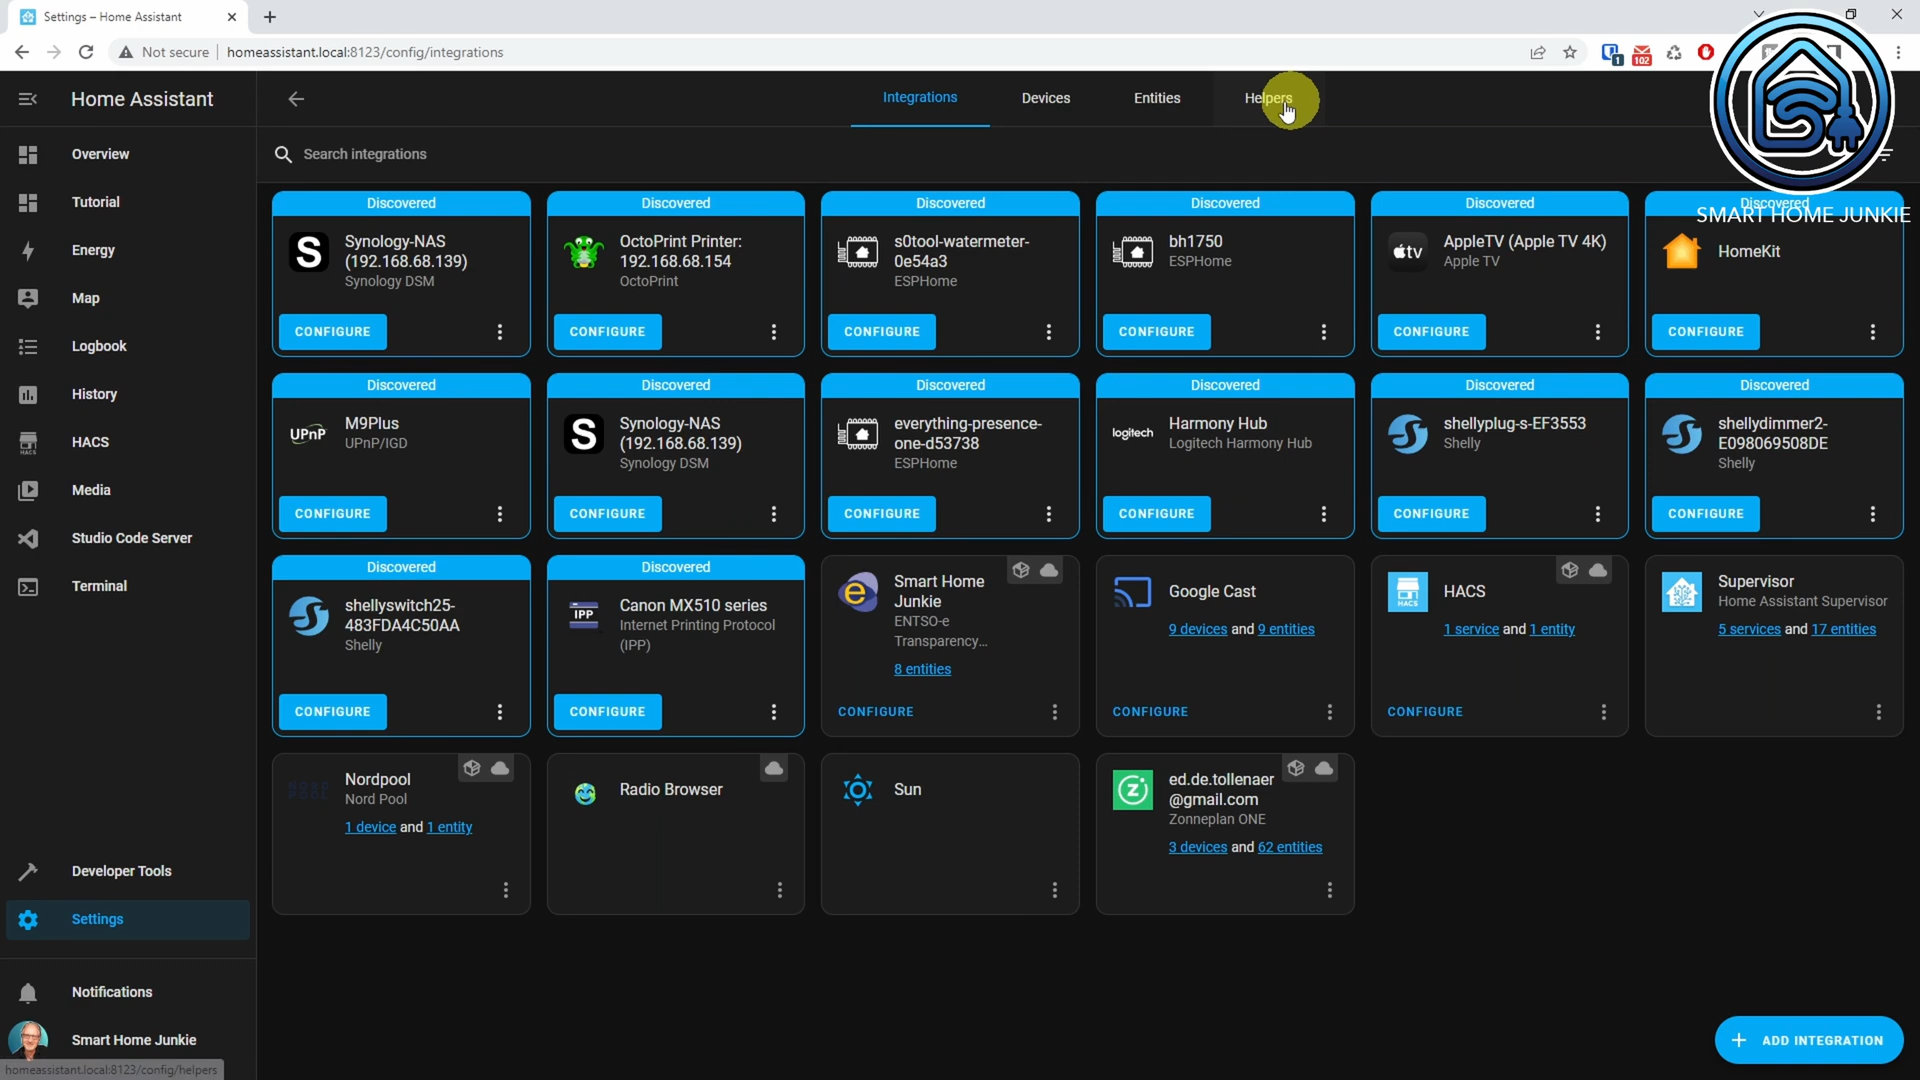 Settings – Home Assistant
Not secure
homeassistant.local:8123/config/integrations
1
102
Home Assistant
Integrations
Devices
Entities
Helpers
Search integrations
SMART HOME JUNKIE
Overview
Tutorial
Energy
Map
Logbook
History
HACS
Media
Studio Code Server
Terminal
Developer Tools
Settings
Notifications
Smart Home Junkie
homeassistant.local:8123/config/helpers
Discovered
S
Synology-NAS
(192.168.68.139)
Synology DSM
CONFIGURE
Discovered
OctoPrint Printer:
192.168.68.154
OctoPrint
CONFIGURE
Discovered
s0tool-watermeter-
0e54a3
ESPHome
CONFIGURE
Discovered
bh1750
ESPHome
CONFIGURE
Discovered
tv
AppleTV (Apple TV 4K)
Apple TV
CONFIGURE
Discovered
HomeKit
CONFIGURE
Discovered
UPnP
M9Plus
UPnP/IGD
CONFIGURE
Discovered
S
Synology-NAS
(192.168.68.139)
Synology DSM
CONFIGURE
Discovered
everything-presence-
one-d53738
ESPHome
CONFIGURE
Discovered
logitech
Harmony Hub
Logitech Harmony Hub
CONFIGURE
Discovered
shellyplug-s-EF3553
Shelly
CONFIGURE
Discovered
shellydimmer2-
E098069508DE
Shelly
CONFIGURE
Discovered
shellyswitch25-
483FDA4C50AA
Shelly
CONFIGURE
Discovered
IPP
Canon MX510 series
Internet Printing Protocol
(IPP)
CONFIGURE
e
Smart Home
Junkie
ENTSO-e
Transparency...
8 entities
CONFIGURE
Google Cast
9 devices and 9 entities
CONFIGURE
HACS
HACS
1 service and 1 entity
CONFIGURE
Supervisor
Home Assistant Supervisor
5 services and 17 entities
NORD
POOL
Nordpool
Nord Pool
1 device and 1 entity
Radio Browser
Sun
Z
ed.de.tollenaer
@gmail.com
Zonneplan ONE
3 devices and 62 entities
ADD INTEGRATION